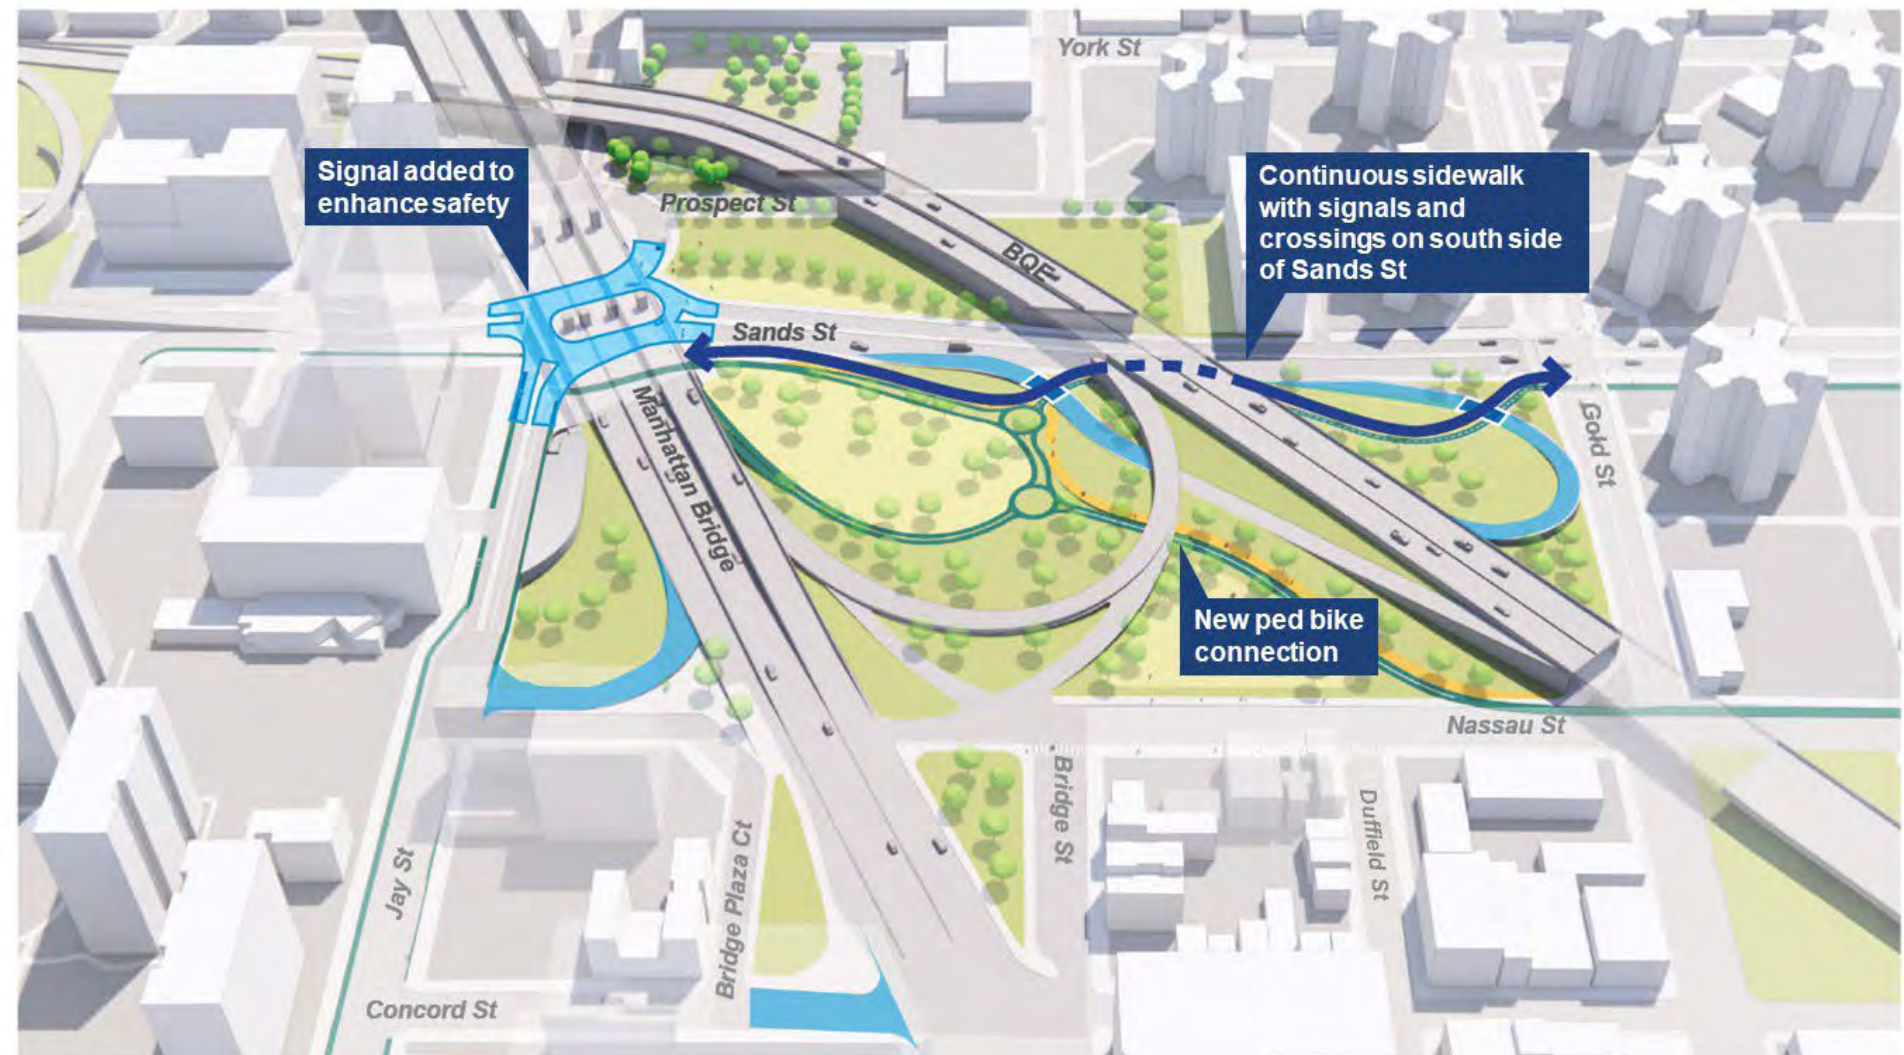 York St
Signal added to
enhance safety
Continuous sidewalk
with signals and
crossings on south side
of Sands St
Prospect St
BQE
Sands St
Manhattan Bridge
Gold St
New ped bike
connection
Nassau St
Bridge St
Duffield St
Jay St
Bridge Plaza Ct
Concord St